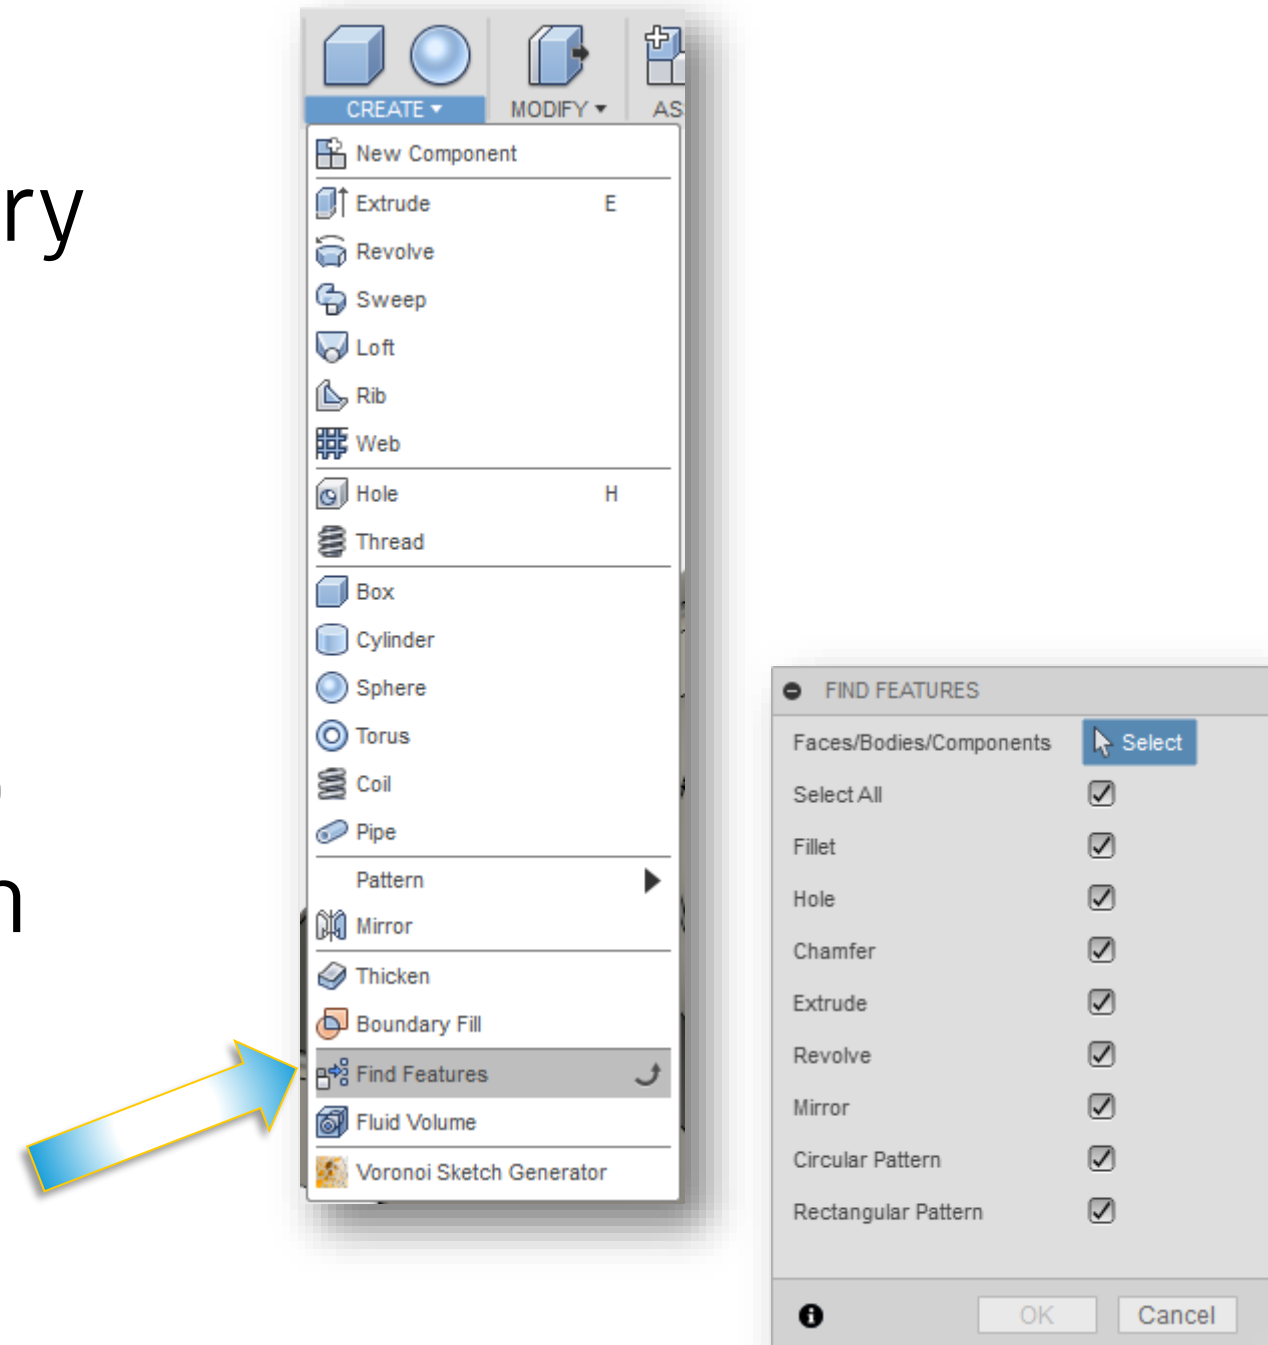 CREATE
MODIFY
AS
New Component
Extrude E
Revolve
Sweep
Loft
Rib
Web
Hole H
Thread
Box
Cylinder
Sphere
Torus
Coil
Pipe
Pattern
Mirror
Thicken
Boundary Fill
Find Features
Fluid Volume
Voronoi Sketch Generator
ry
n
FIND FEATURES
Faces/Bodies/Components Select
Select All
Fillet
Hole
Chamfer
Extrude
Revolve
Mirror
Circular Pattern
Rectangular Pattern
OK Cancel